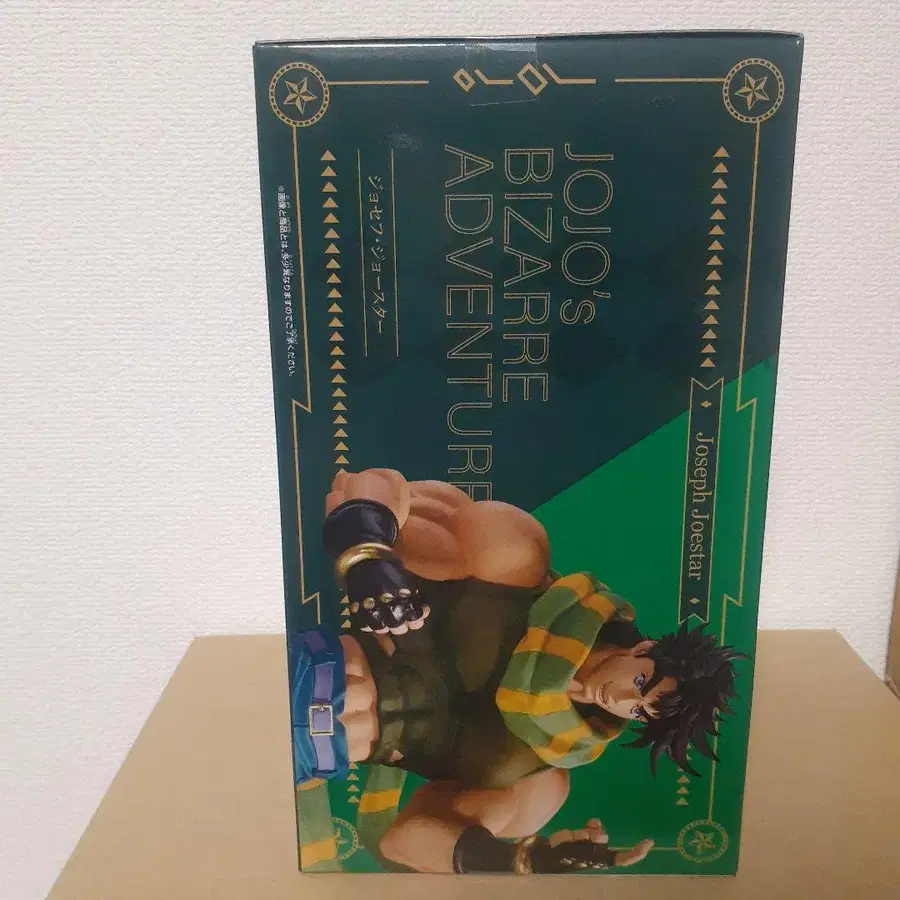 JOJO's
BIZARRE
ADVENTURE
ジョセフ・ジョースター
Joseph Joestar
※画像と商品とは、多少異なりますのでご了承ください。